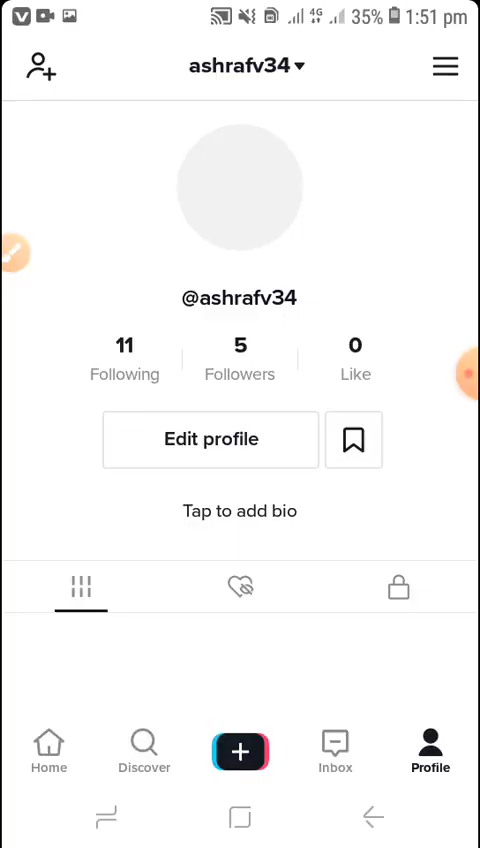 4G 35% 1:51 pm
ashrafv34
@ashrafv34
11 5 0
Following Followers Like
Edit profile
Tap to add bio
Home Discover Inbox Profile